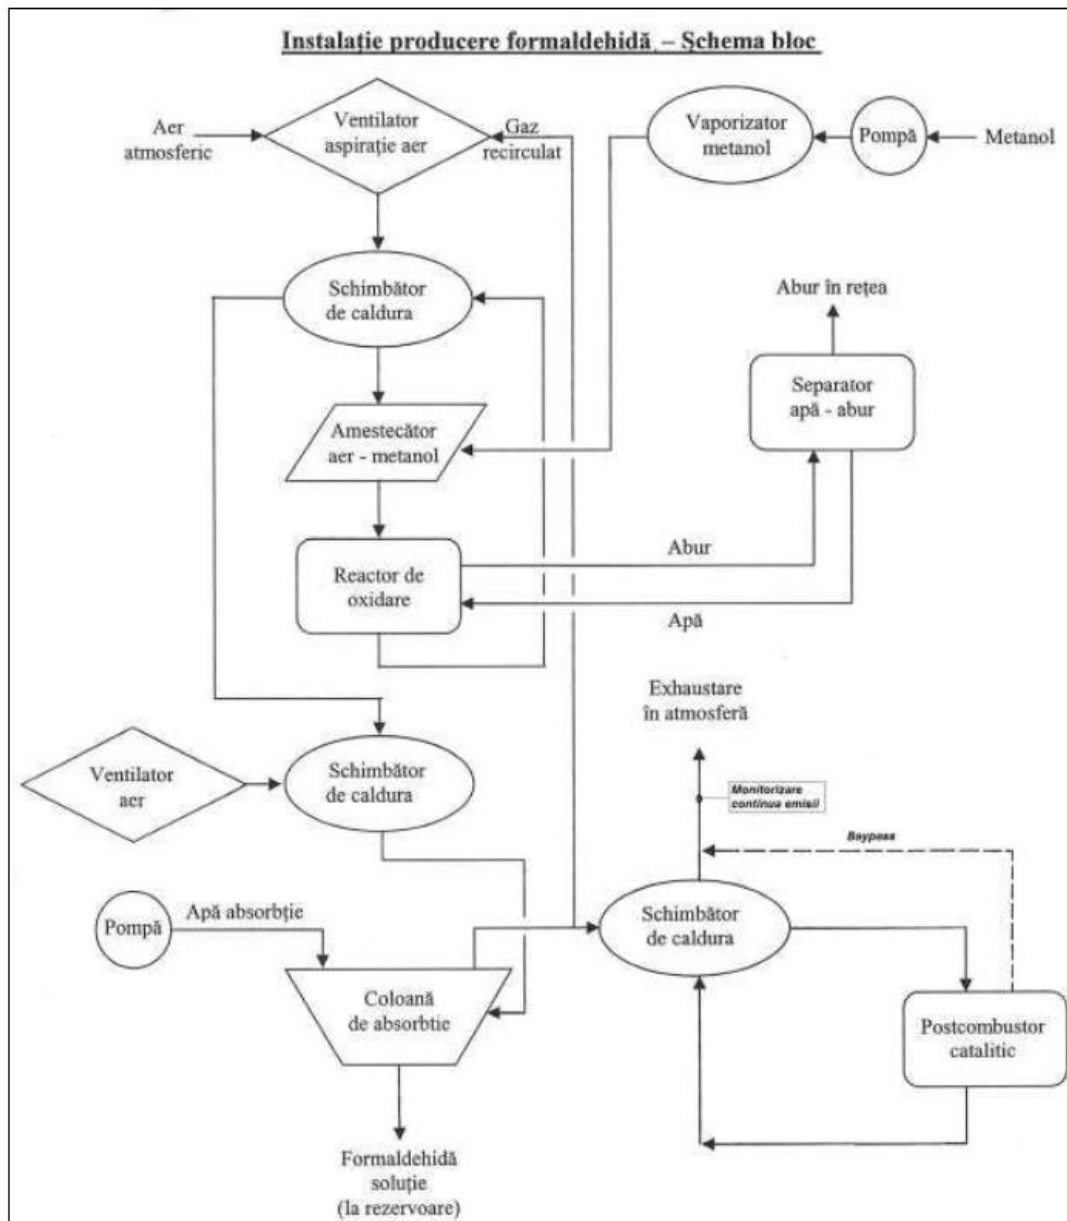 Instalație producere formaldehidă – Schema bloc
Aer
atmosferic
Ventilator
aspirație aer
Gaz
recirculat
Vaporizator
metanol
Pompă
Metanol
Schimbător
de caldura
Abur în rețea
Separator
apă - abur
Amestecător
aer - metanol
Reactor de
oxidare
Abur
Apă
Exhaustare
în atmosferă
Ventilator
aer
Schimbător
de caldura
Monitorizare
continua emisii
Baypass
Pompă
Apă absorbție
Schimbător
de caldura
Coloană
de absorbtie
Postcombustor
catalitic
Formaldehidă
soluție
(la rezervoare)